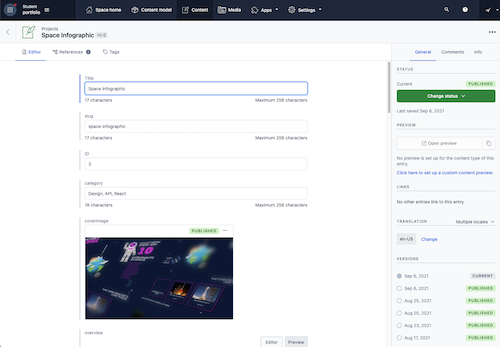 Student
portfolio
Space home
Content model
Content
Media
Apps
Settings
Projects
Space Infographic
Editor
References
Tags
General
Comments
Info
Title
Space Infographic
17 characters
Maximum 256 characters
slug
space-infographic
17 characters
Maximum 256 characters
ID
3
category
Design, API, React
18 characters
Maximum 256 characters
coverImage
PUBLISHED
10
overview
Editor
Preview
STATUS
Current
PUBLISHED
Change status
Last saved Sep 6, 2021
PREVIEW
Open preview
No preview is set up for the content type of this
entry.
Click here to set up a custom content preview.
LINKS
No other entries link to this entry.
TRANSLATION
Multiple locales
en-US
Change
VERSIONS
Sep 6, 2021
CURRENT
Sep 6, 2021
PUBLISHED
Aug 25, 2021
PUBLISHED
Aug 25, 2021
PUBLISHED
Aug 23, 2021
PUBLISHED
Aug 17, 2021
PUBLISHED